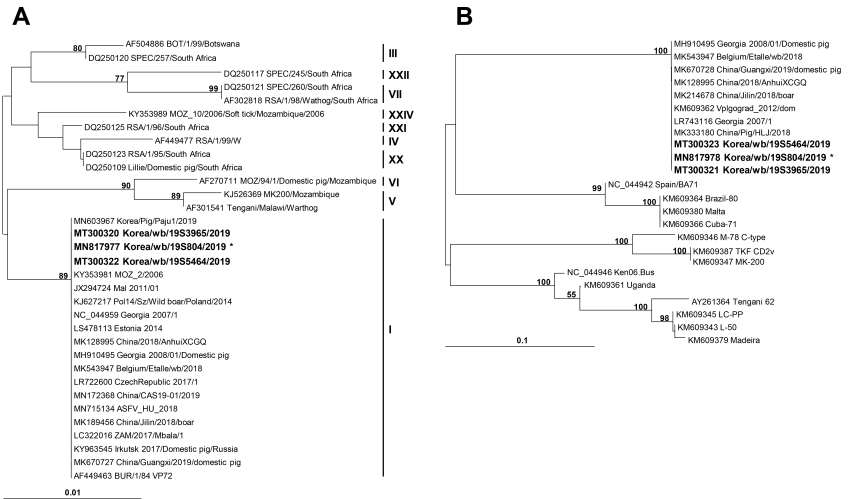 A
80
AF504886 BOT/1/99/Botswana
DQ250120 SPEC/257/South Africa
III
77
DQ250117 SPEC/245/South Africa
XXII
99
DQ250121 SPEC/260/South Africa
AF302818 RSA/1/98/Wathog/South Africa
VII
KY353989 MOZ_10/2006/Soft tick/Mozambique/2006
XXIV
DQ250125 RSA/1/96/South Africa
XXI
AF449477 RSA/1/99/W
IV
DQ250123 RSA/1/95/South Africa
DQ250109 Lillie/Domestic pig/South Africa
XX
90
AF270711 MOZ/94/1/Domestic pig/Mozambique
VI
89
KJ526369 MK200/Mozambique
AF301541 Tengani/Malawi/Warthog
V
MN603967 Korea/Pig/Paju1/2019
MT300320 Korea/wb/19S3965/2019
MN817977 Korea/wb/19S804/2019 *
MT300322 Korea/wb/19S5464/2019
89
KY353981 MOZ_2/2006
JX294724 Mal 2011/01
KJ627217 Pol14/Sz/Wild boar/Poland/2014
NC_044959 Georgia 2007/1
LS478113 Estonia 2014
I
MK128995 China/2018/AnhuiXCGQ
MH910495 Georgia 2008/01/Domestic pig
MK543947 Belgium/Etalle/wb/2018
LR722600 CzechRepublic 2017/1
MN172368 China/CAS19-01/2019
MN715134 ASFV_HU_2018
MK189456 China/Jilin/2018/boar
LC322016 ZAM/2017/Mbala/1
KY963545 Irkutsk 2017/Domestic pig/Russia
MK670727 China/Guangxi/2019/domestic pig
AF449463 BUR/1/84 VP72
0.01
B
100
MH910495 Georgia 2008/01/Domestic pig
MK543947 Belgium/Etalle/wb/2018
MK670728 China/Guangxi/2019/domestic pig
MK128995 China/2018/AnhuiXCGQ
MK214678 China/Jilin/2018/boar
KM609362 Vplgograd_2012/dom
LR743116 Georgia 2007/1
MK333180 China/Pig/HLJ/2018
MT300323 Korea/wb/19S5464/2019
MN817978 Korea/wb/19S804/2019 *
MT300321 Korea/wb/19S3965/2019
99
NC_044942 Spain/BA71
100
KM609364 Brazil-80
KM609380 Malta
KM609366 Cuba-71
100
KM609346 M-78 C-type
100
KM609387 TKF CD2v
KM609347 MK-200
100
NC_044946 Ken06.Bus
55
KM609361 Uganda
100
AY261364 Tengani 62
98
KM609345 LC-PP
KM609343 L-50
KM609379 Madeira
0.1